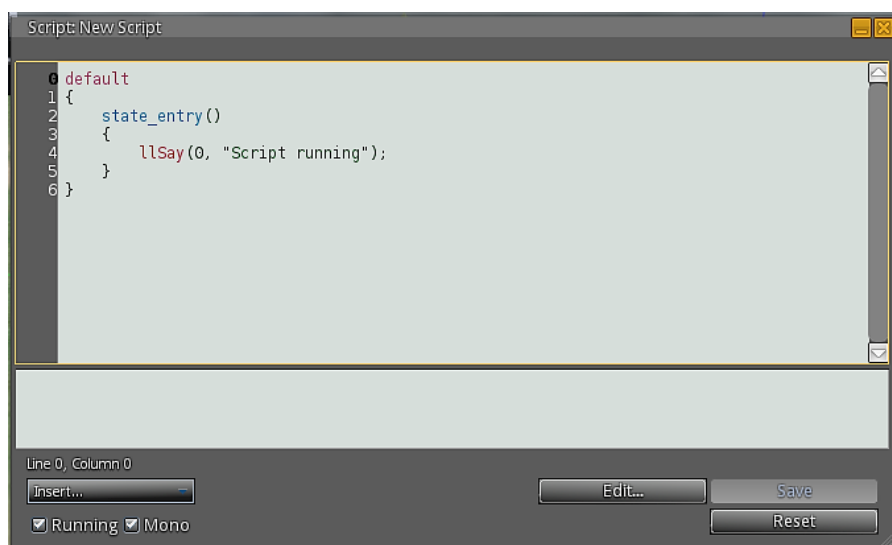 Script: New Script
0 default
1 {
2 state_entry()
3 {
4 llSay(0, "Script running");
5 }
6 }
Line 0, Column 0
Insert...
Edit...
Save
Running
Mono
Reset